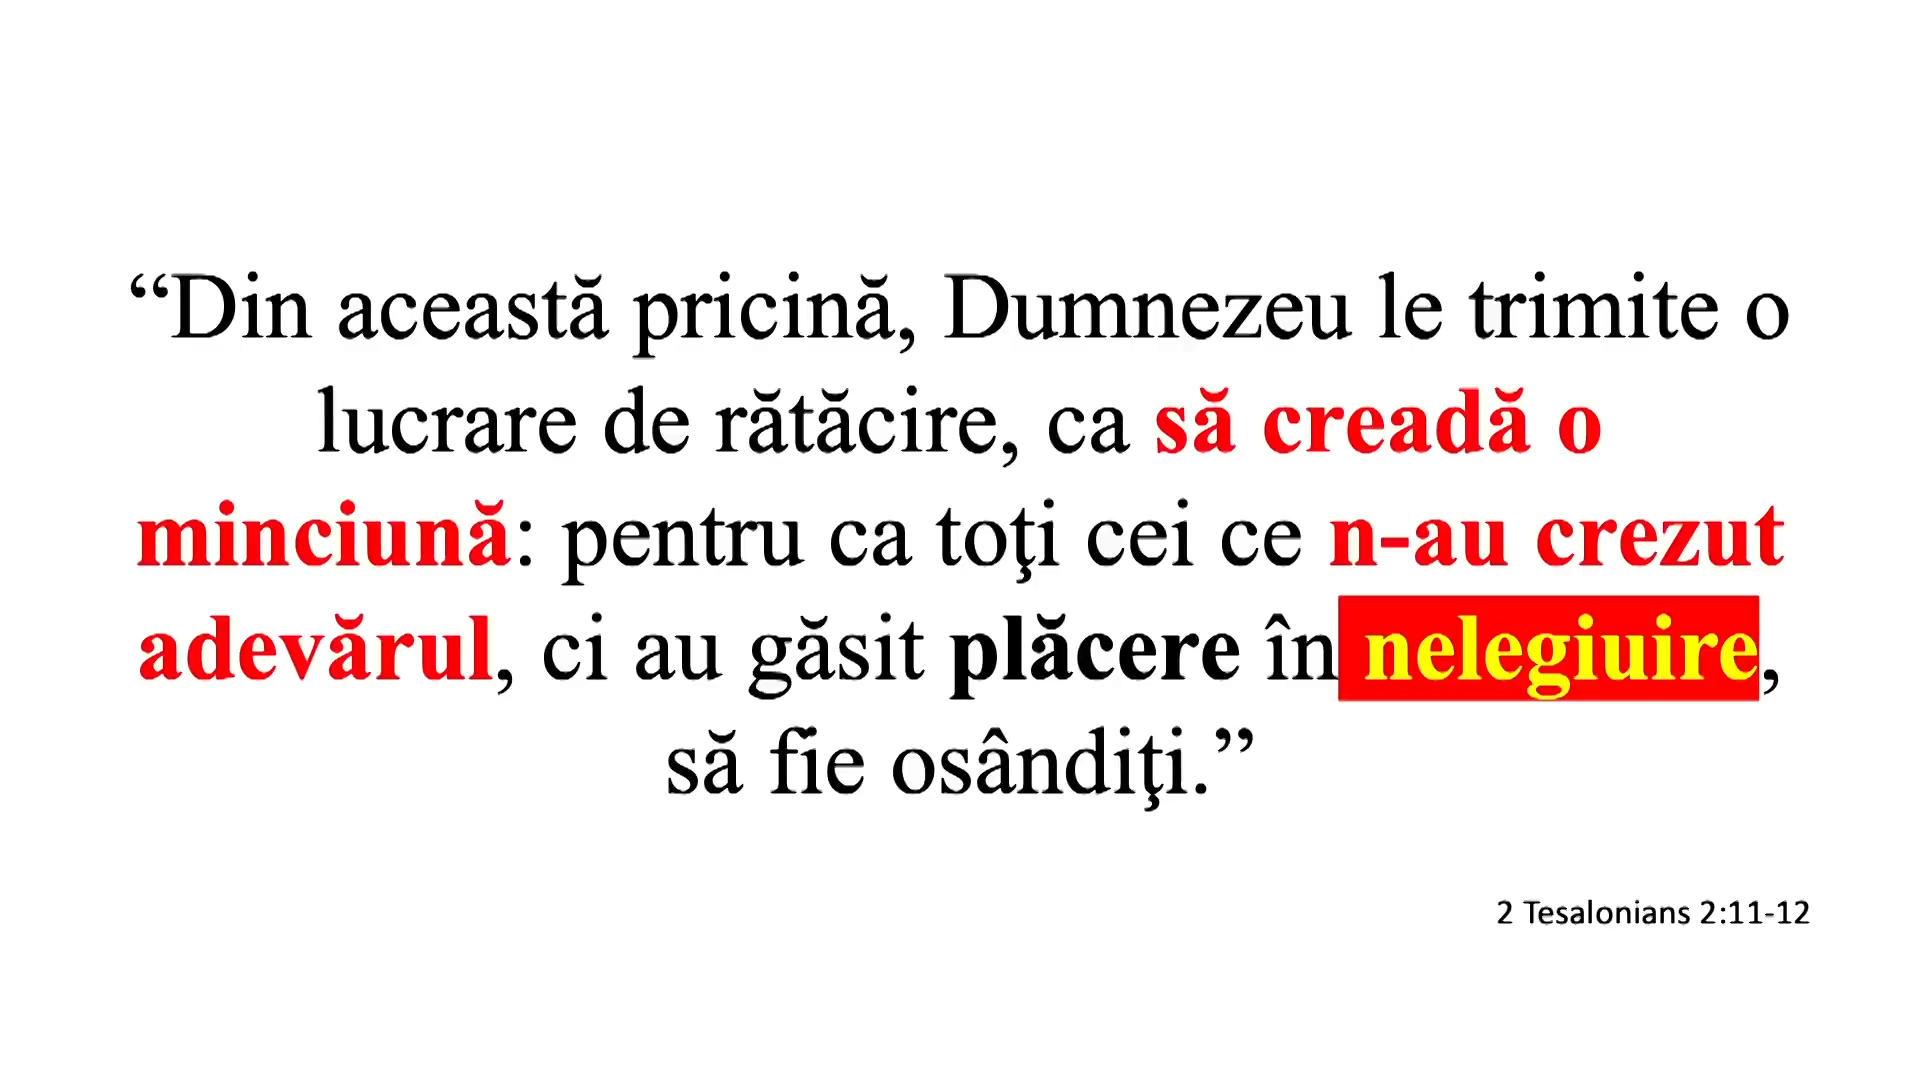 “Din această pricină, Dumnezeu le trimite o
lucrare de rătăcire, ca să creadă o
minciună: pentru ca toţi cei ce n-au crezut
adevărul, ci au găsit plăcere în nelegiuire,
să fie osândiţi.”
2 Tesalonians 2:11-12